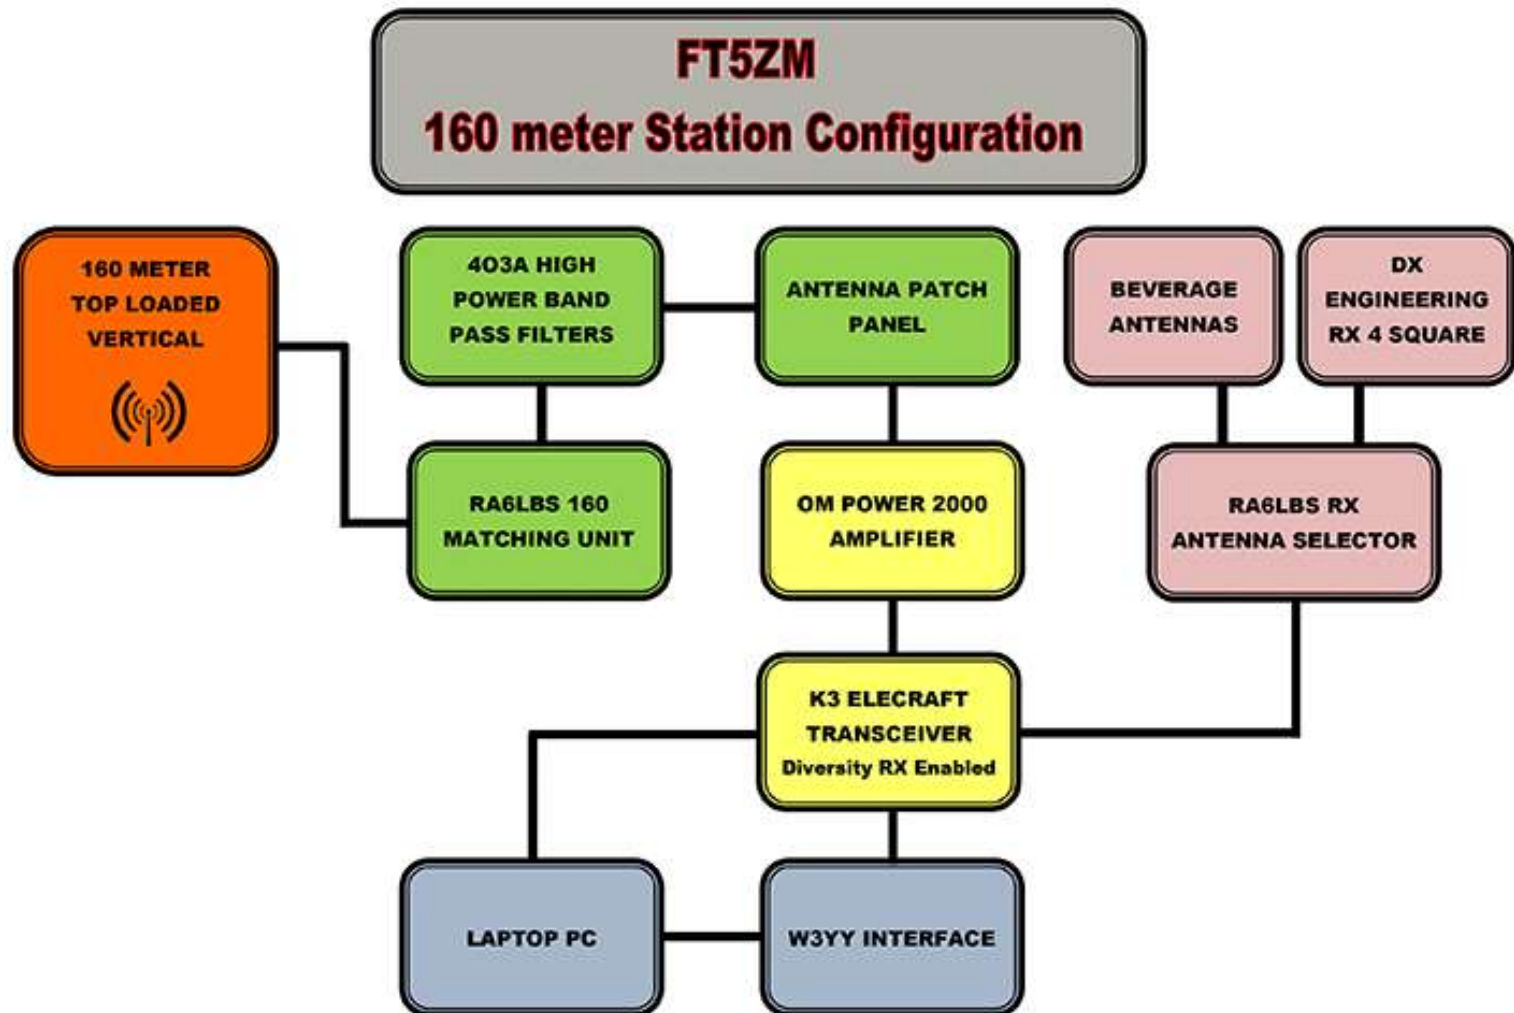 FT5ZM
160 meter Station Configuration
160 METER
TOP LOADED
VERTICAL
4O3A HIGH
POWER BAND
PASS FILTERS
ANTENNA PATCH
PANEL
BEVERAGE
ANTENNAS
DX
ENGINEERING
RX 4 SQUARE
RA6LBS 160
MATCHING UNIT
OM POWER 2000
AMPLIFIER
RA6LBS RX
ANTENNA SELECTOR
K3 ELECRAFT
TRANSCEIVER
Diversity RX Enabled
LAPTOP PC
W3YY INTERFACE